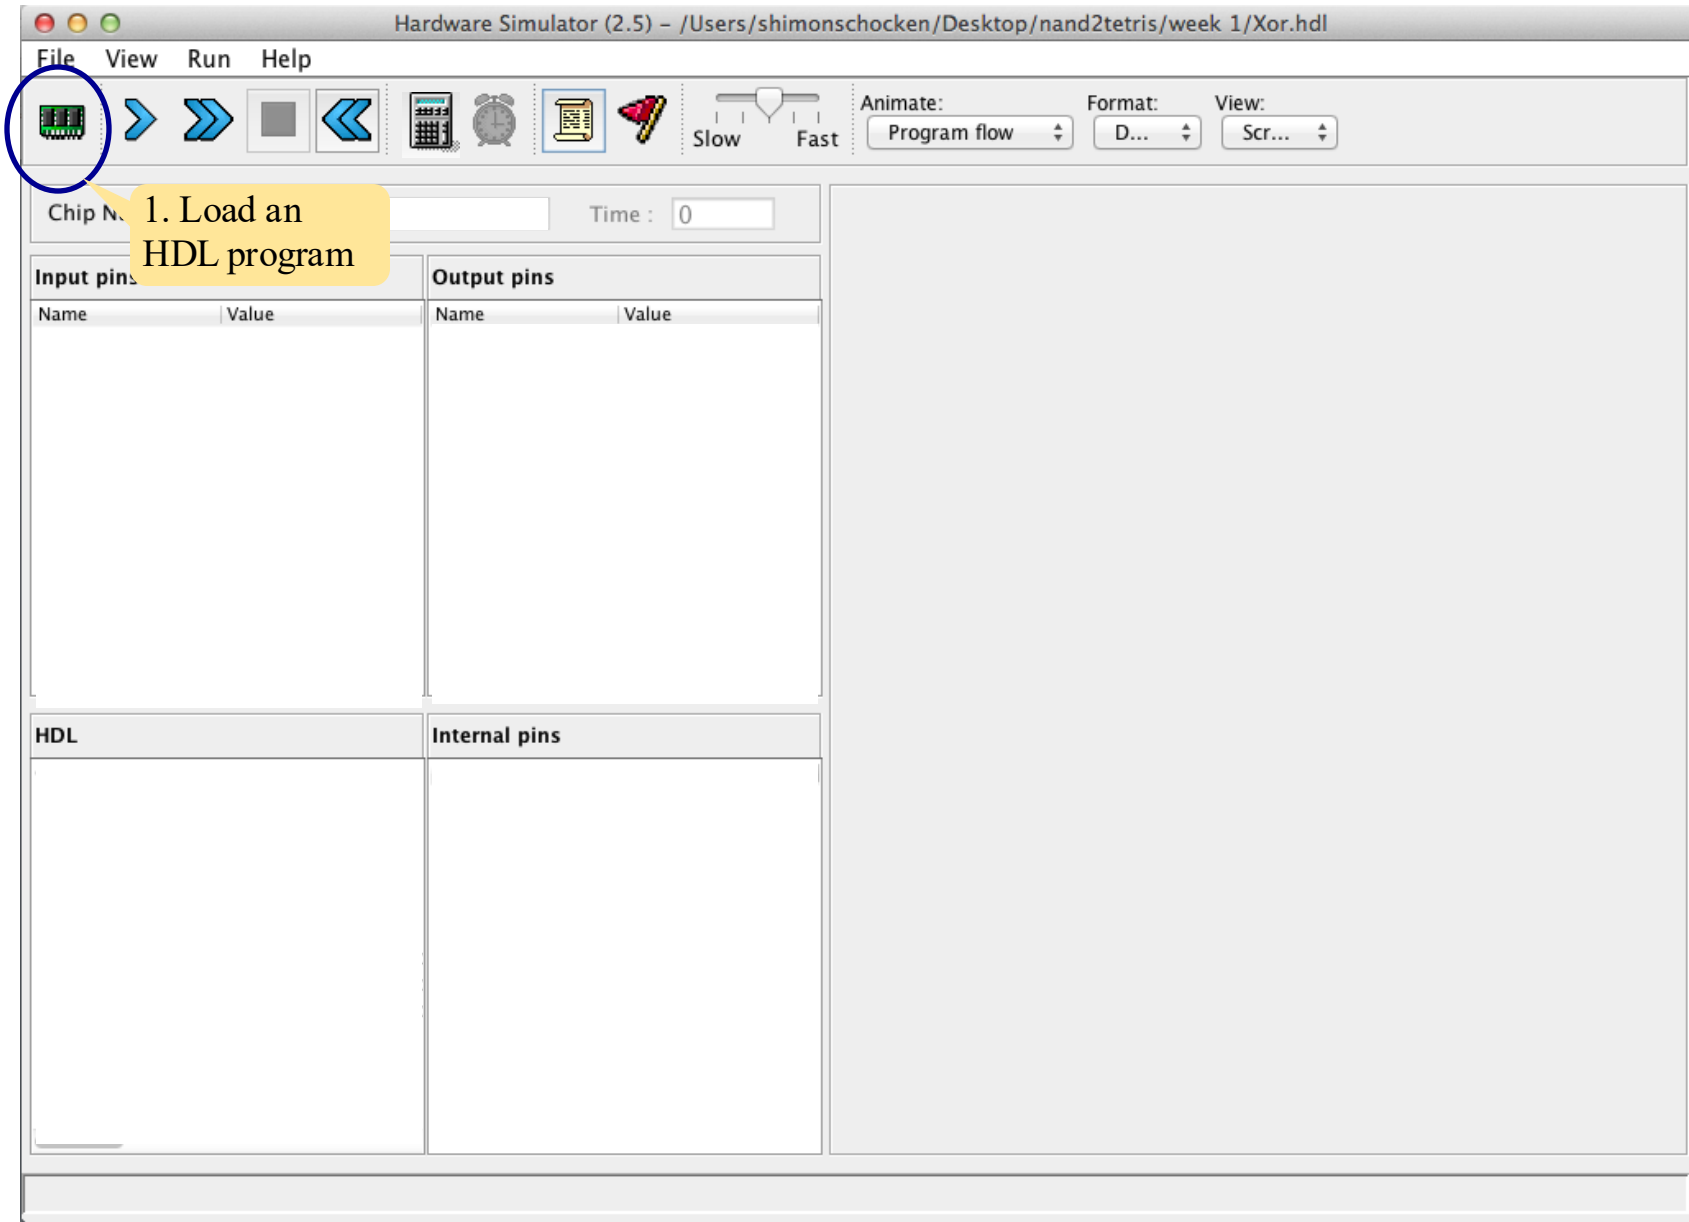 Hardware Simulator (2.5) – /Users/shimonschocken/Desktop/nand2tetris/week 1/Xor.hdl
File View Run Help
Animate: Format: View:
Slow Fast Program flow D... Scr...
Chip N Time : 0
1. Load an
HDL program
Input pins Output pins
Name Value Name Value
HDL Internal pins